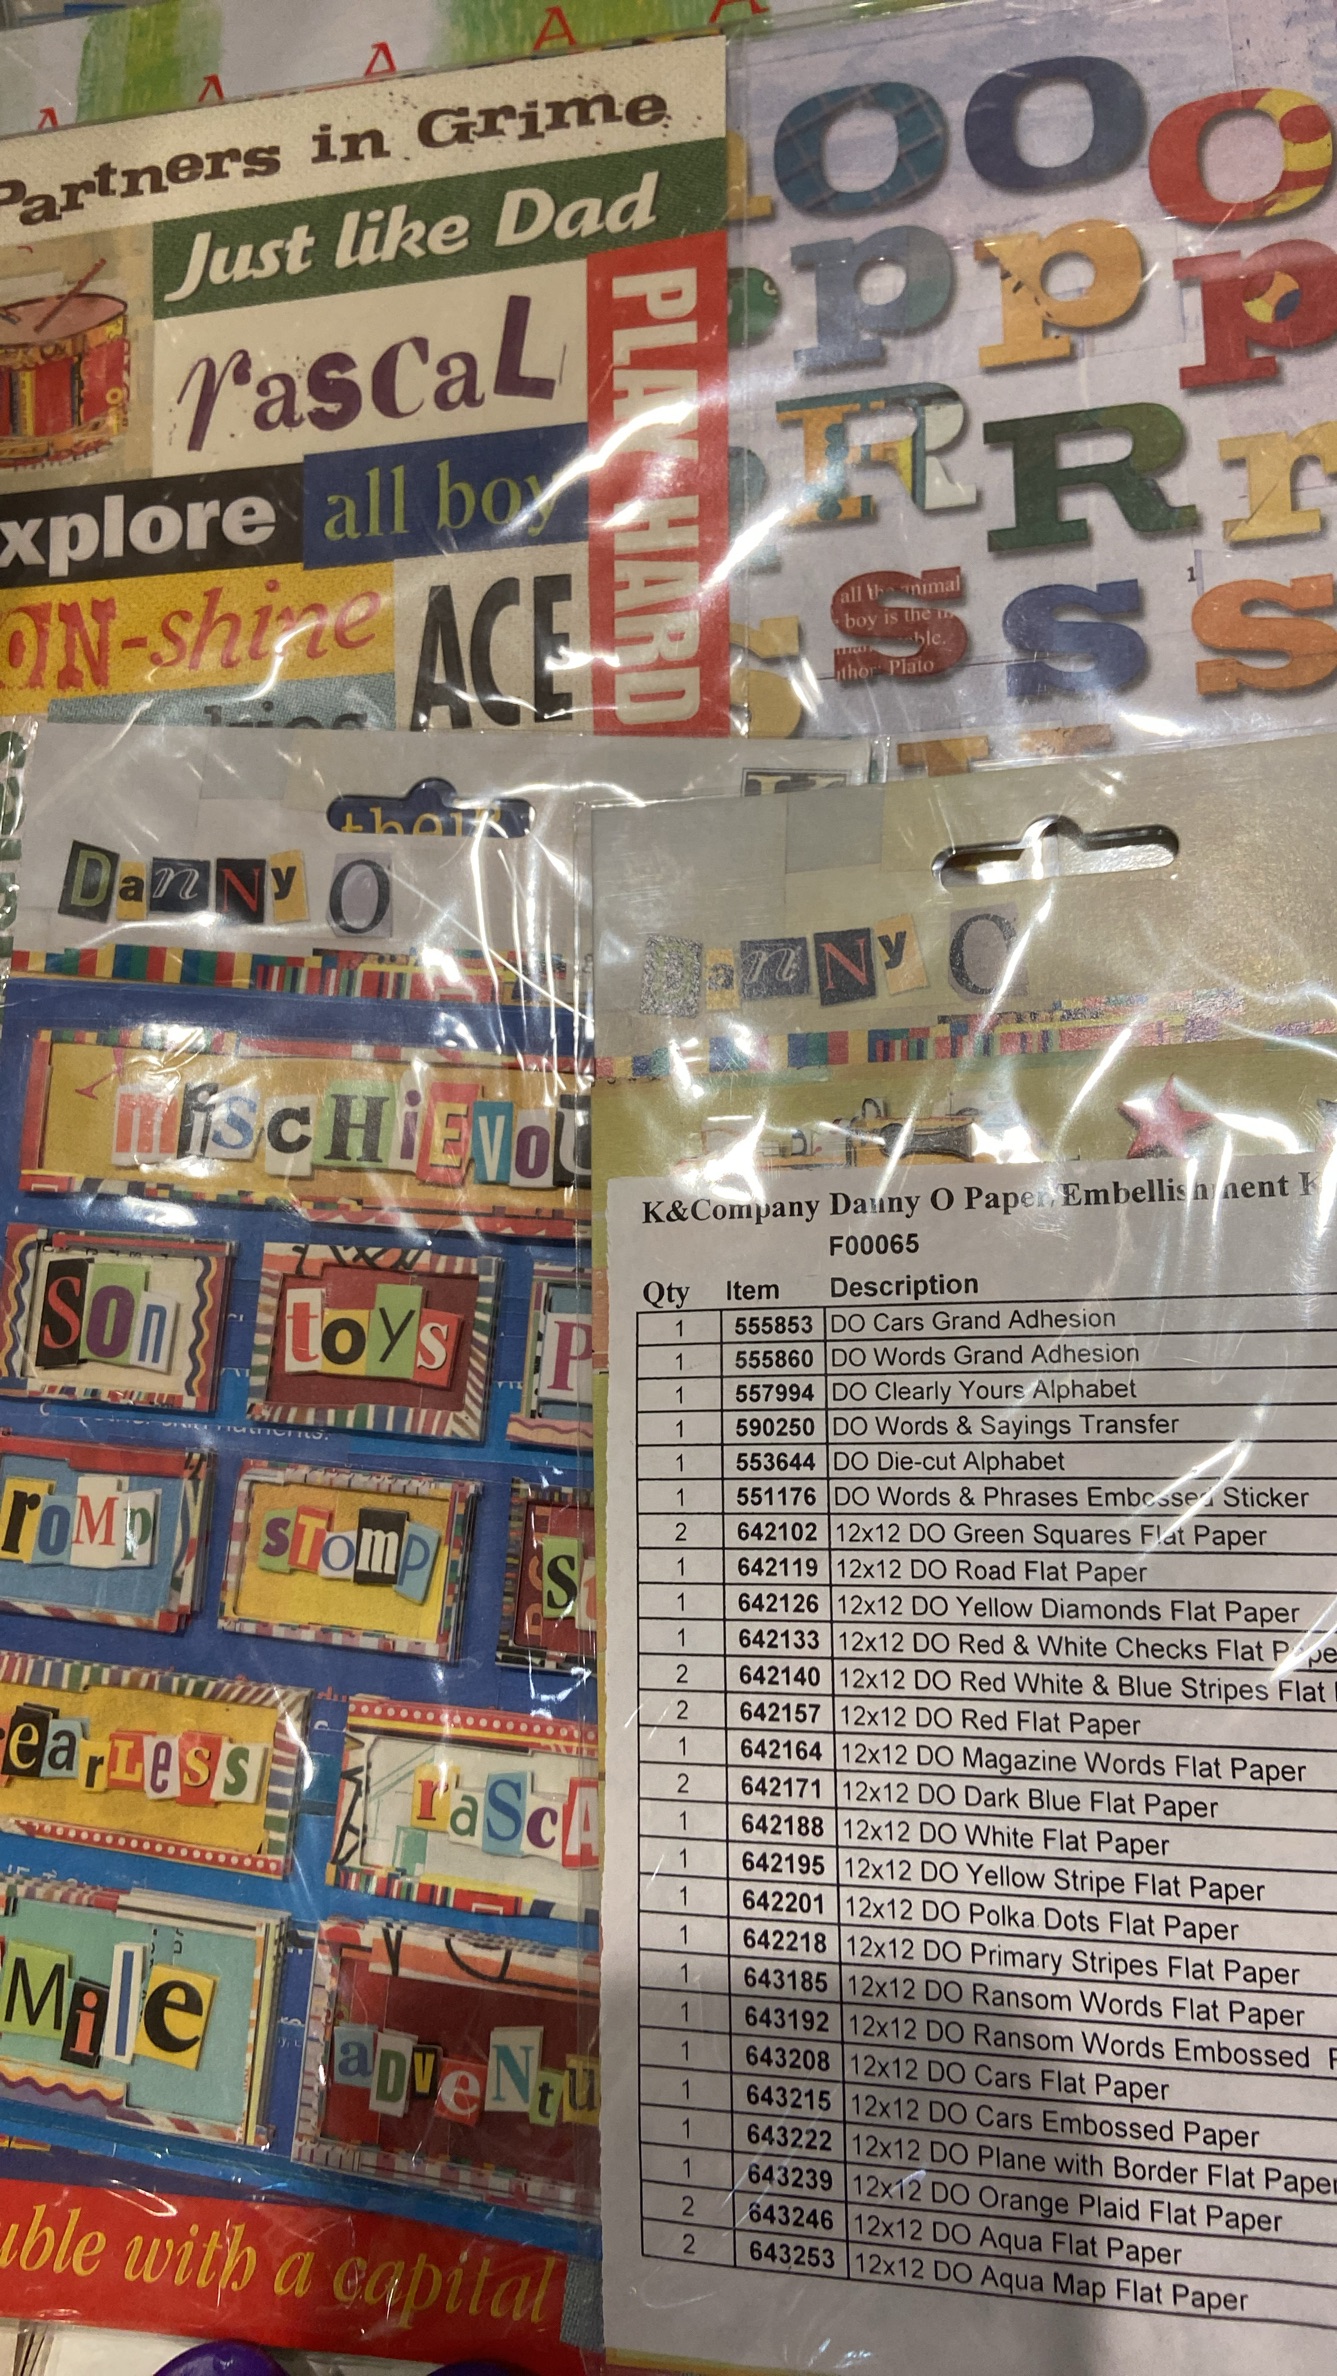 A A A A A
Partners in Grime
Just like Dad
rascaL
PLAY HARD
xplore
all boy
ON-shine
ACE
o o o
p p p
R R r
all the animal
boy is the
ble.
Plato
s s s
1
their
DaNNy O
DaNNy O
mischiEvoU
Son
toys
P
roMp
sTomp
S
earLess
rascA
Mile
aDveNtu
uble with a capital
K&Company Danny O Paper/Embellishment K
F00065
Qty Item Description
1 555853 DO Cars Grand Adhesion
1 555860 DO Words Grand Adhesion
1 557994 DO Clearly Yours Alphabet
1 590250 DO Words & Sayings Transfer
1 553644 DO Die-cut Alphabet
1 551176 DO Words & Phrases Embossed Sticker
2 642102 12x12 DO Green Squares Flat Paper
1 642119 12x12 DO Road Flat Paper
1 642126 12x12 DO Yellow Diamonds Flat Paper
1 642133 12x12 DO Red & White Checks Flat Pape
2 642140 12x12 DO Red White & Blue Stripes Flat
2 642157 12x12 DO Red Flat Paper
1 642164 12x12 DO Magazine Words Flat Paper
2 642171 12x12 DO Dark Blue Flat Paper
1 642188 12x12 DO White Flat Paper
1 642195 12x12 DO Yellow Stripe Flat Paper
1 642201 12x12 DO Polka Dots Flat Paper
1 642218 12x12 DO Primary Stripes Flat Paper
1 643185 12x12 DO Ransom Words Flat Paper
1 643192 12x12 DO Ransom Words Embossed
1 643208 12x12 DO Cars Flat Paper
1 643215 12x12 DO Cars Embossed Paper
1 643222 12x12 DO Plane with Border Flat Paper
1 643239 12x12 DO Orange Plaid Flat Paper
2 643246 12x12 DO Aqua Flat Paper
2 643253 12x12 DO Aqua Map Flat Paper